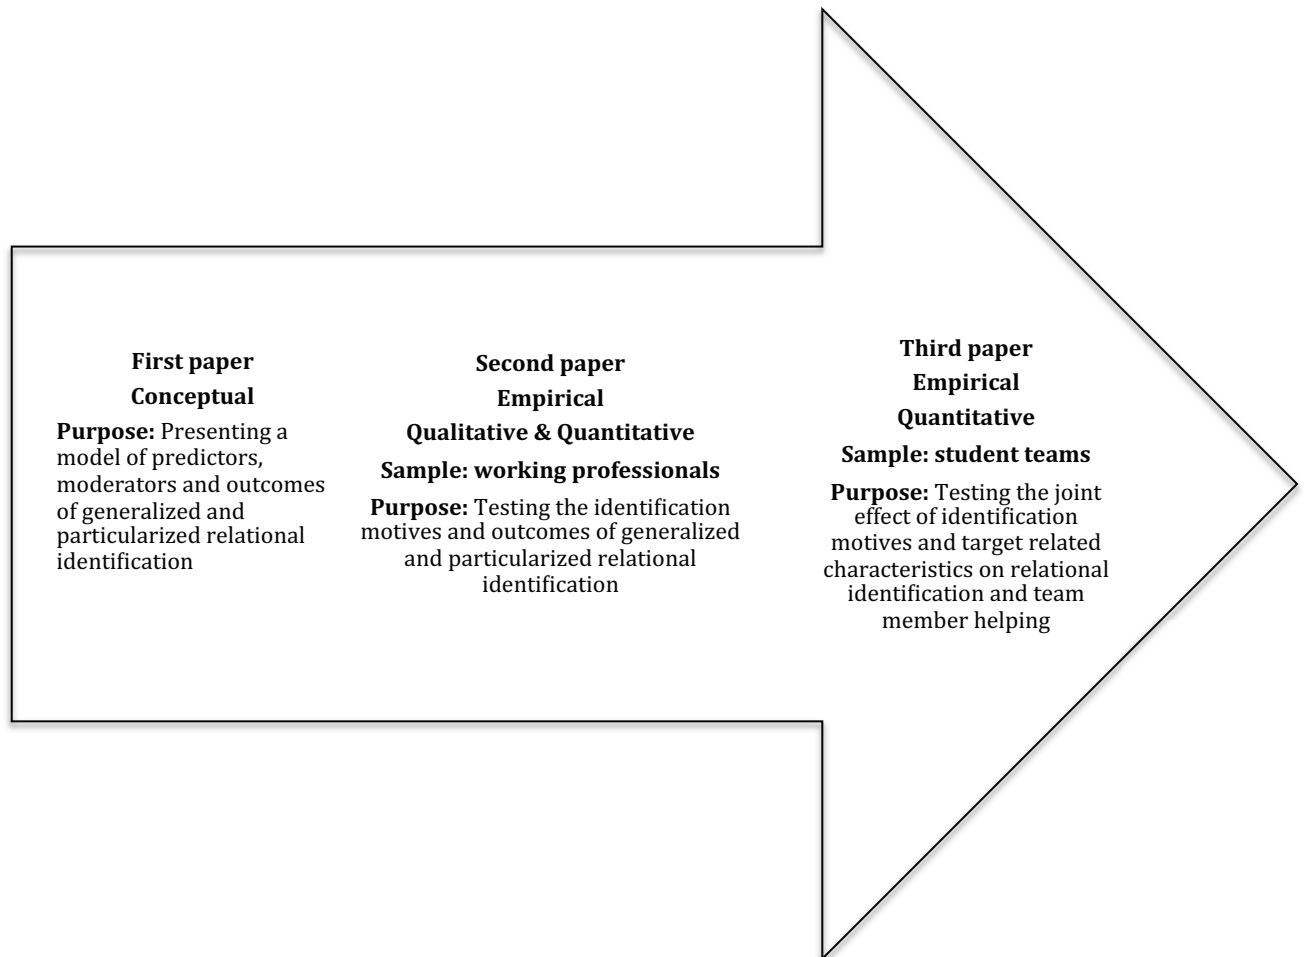 First paper
Conceptual
Purpose: Presenting a
model of predictors,
moderators and outcomes
of generalized and
particularized relational
identification
Second paper
Empirical
Qualitative & Quantitative
Sample: working professionals
Purpose: Testing the identification
motives and outcomes of generalized
and particularized relational
identification
Third paper
Empirical
Quantitative
Sample: student teams
Purpose: Testing the joint
effect of identification
motives and target related
characteristics on relational
identification and team
member helping